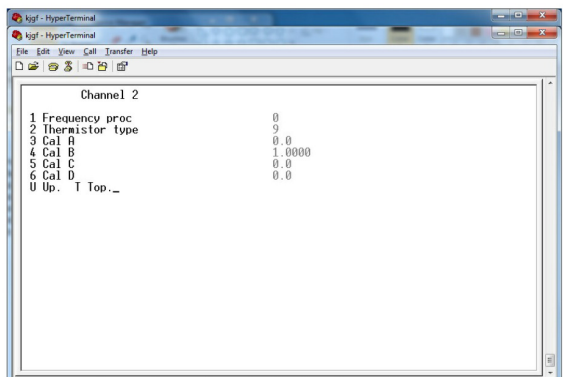 kjgf - HyperTerminal
kjgf - HyperTerminal
File Edit View Call Transfer Help
Channel 2
1 Frequency proc 0
2 Thermistor type 9
3 Cal A 0.0
4 Cal B 1.0000
5 Cal C 0.0
6 Cal D 0.0
U Up. T Top._